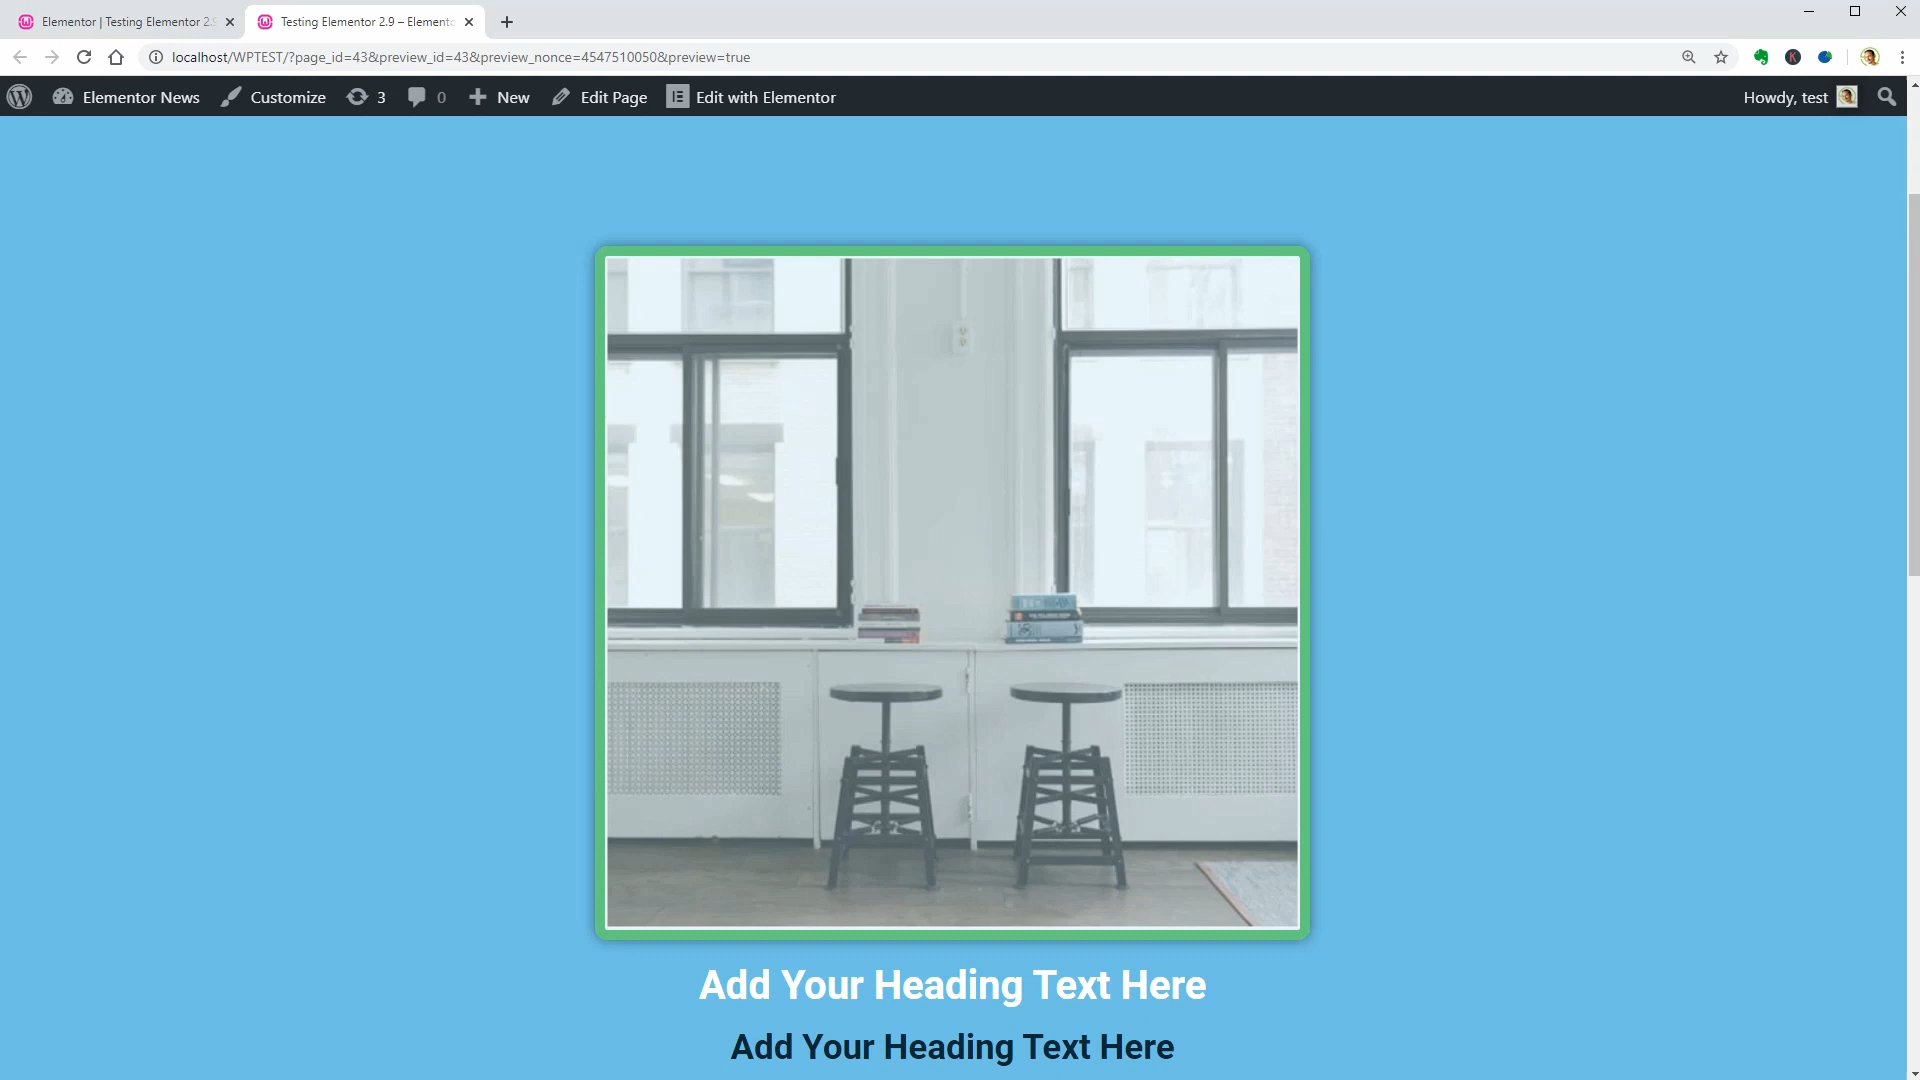 Elementor | Testing Elementor 2.9
Testing Elementor 2.9 – Elemento
localhost/WPTEST/?page_id=43&preview_id=43&preview_nonce=4547510050&preview=true
Elementor News
Customize
3
0
New
Edit Page
Edit with Elementor
Howdy, test
Add Your Heading Text Here
Add Your Heading Text Here